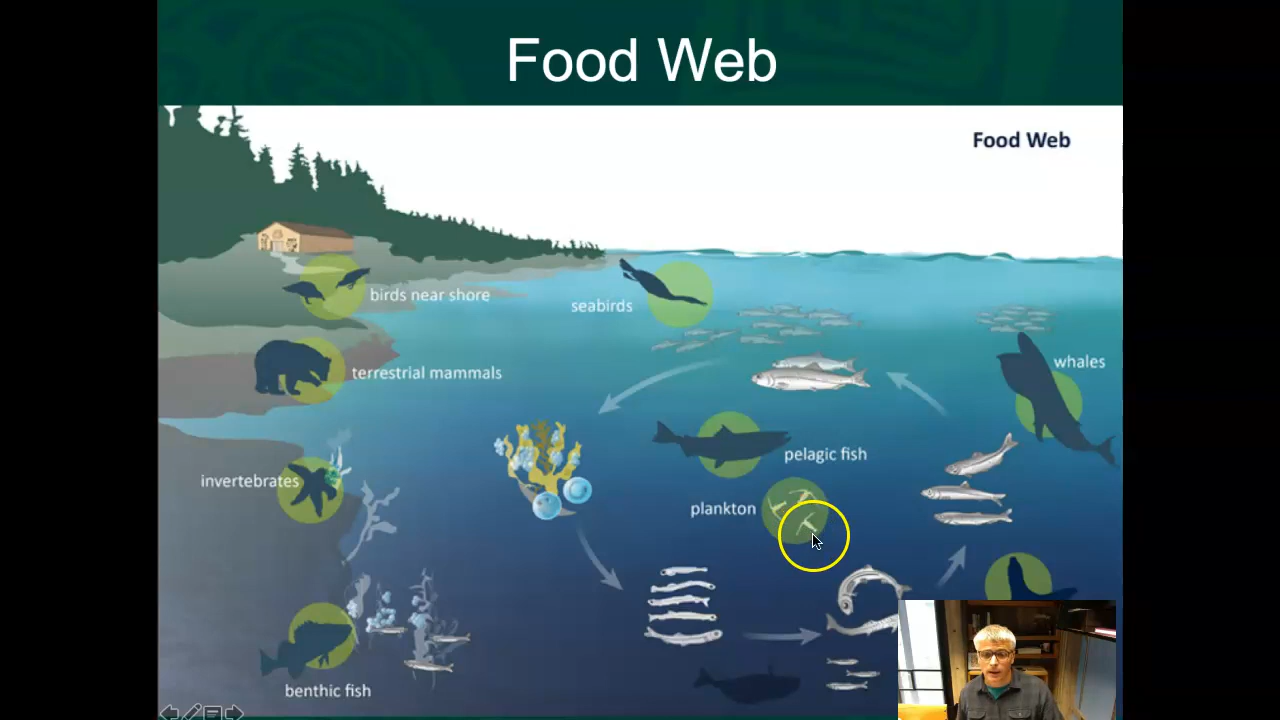 Food Web
Food Web
birds near shore
seabirds
whales
terrestrial mammals
pelagic fish
invertebrates
plankton
benthic fish